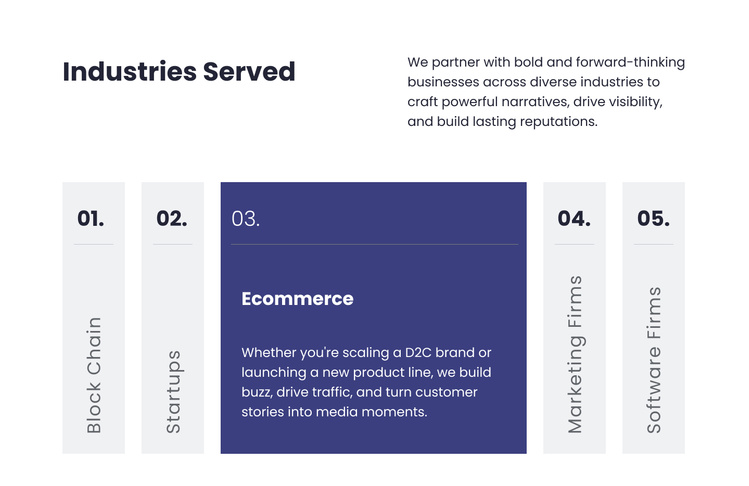 Industries Served
We partner with bold and forward-thinking
businesses across diverse industries to
craft powerful narratives, drive visibility,
and build lasting reputations.
01.
Block Chain
02.
Startups
03.
Ecommerce
Whether you're scaling a D2C brand or
launching a new product line, we build
buzz, drive traffic, and turn customer
stories into media moments.
04.
Marketing Firms
05.
Software Firms